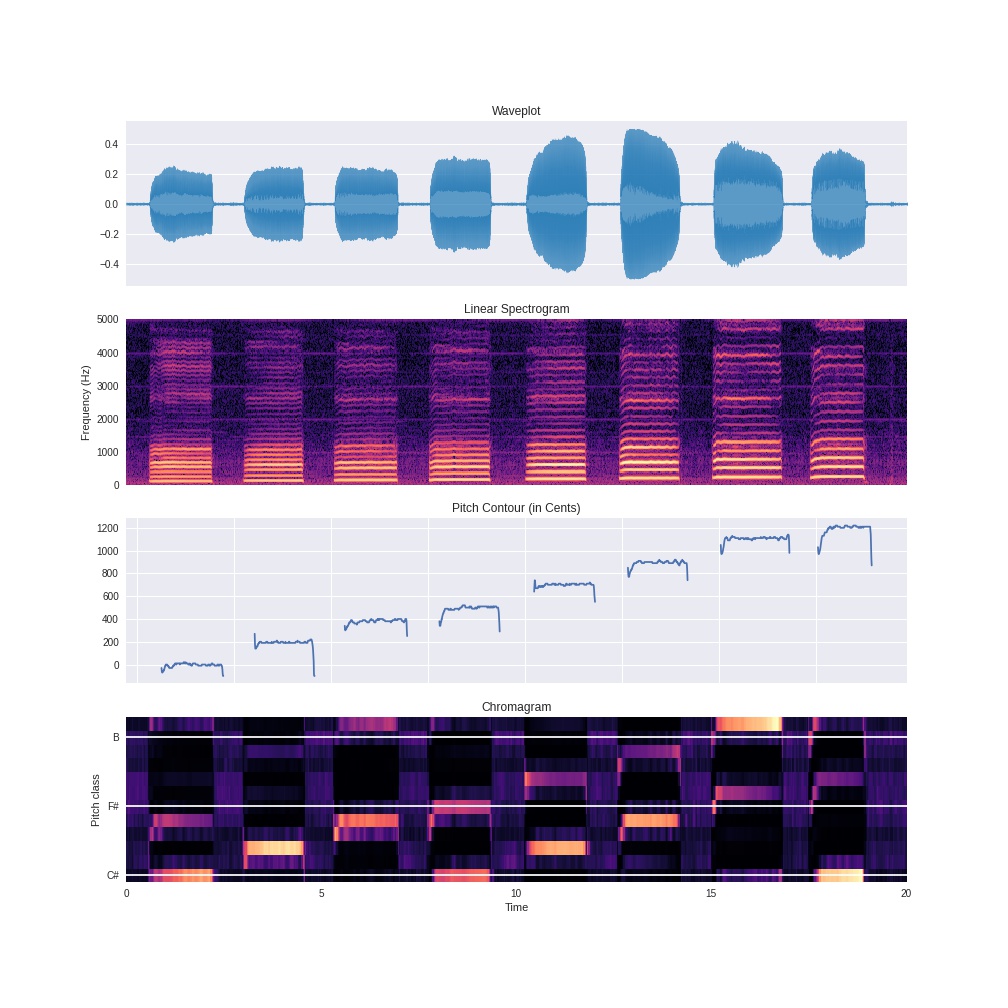 Waveplot
0.4
0.2
0.0
−0.2
−0.4
Linear Spectrogram
5000
4000
3000
2000
1000
0
Frequency (Hz)
Pitch Contour (in Cents)
1200
1000
800
600
400
200
0
Chromagram
B
F#
C#
Pitch class
0 5 10 15 20
Time